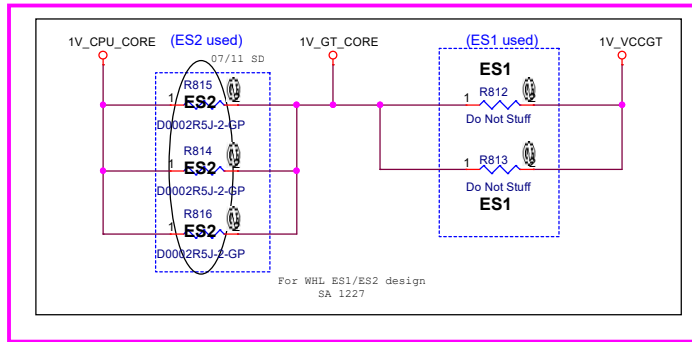 1V_CPU_CORE
(ES2 used)
1V_GT_CORE
(ES1 used)
1V_VCCGT
07/11 SD
R815
1 ES2 2
D0002R5J-2-GP
R814
1 ES2 2
D0002R5J-2-GP
R816
1 ES2 2
D0002R5J-2-GP
ES1
R812
1 2
Do Not Stuff
1 R813 2
Do Not Stuff
ES1
For WHL ES1/ES2 design
SA 1227